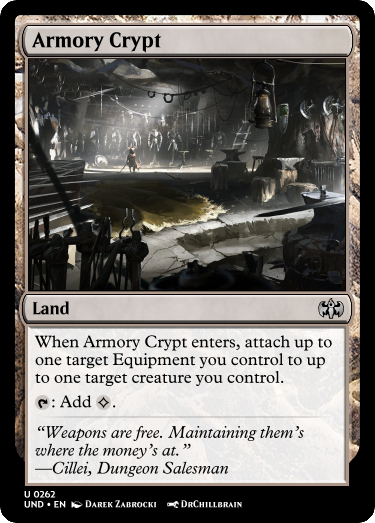 Armory Crypt
Land
When Armory Crypt enters, attach up to
one target Equipment you control to up
to one target creature you control.
: Add .
“Weapons are free. Maintaining them’s
where the money’s at.”
—Cillei, Dungeon Salesman
U 0262
UND • EN DAREK ZABROCKI DRCHILLBRAIN